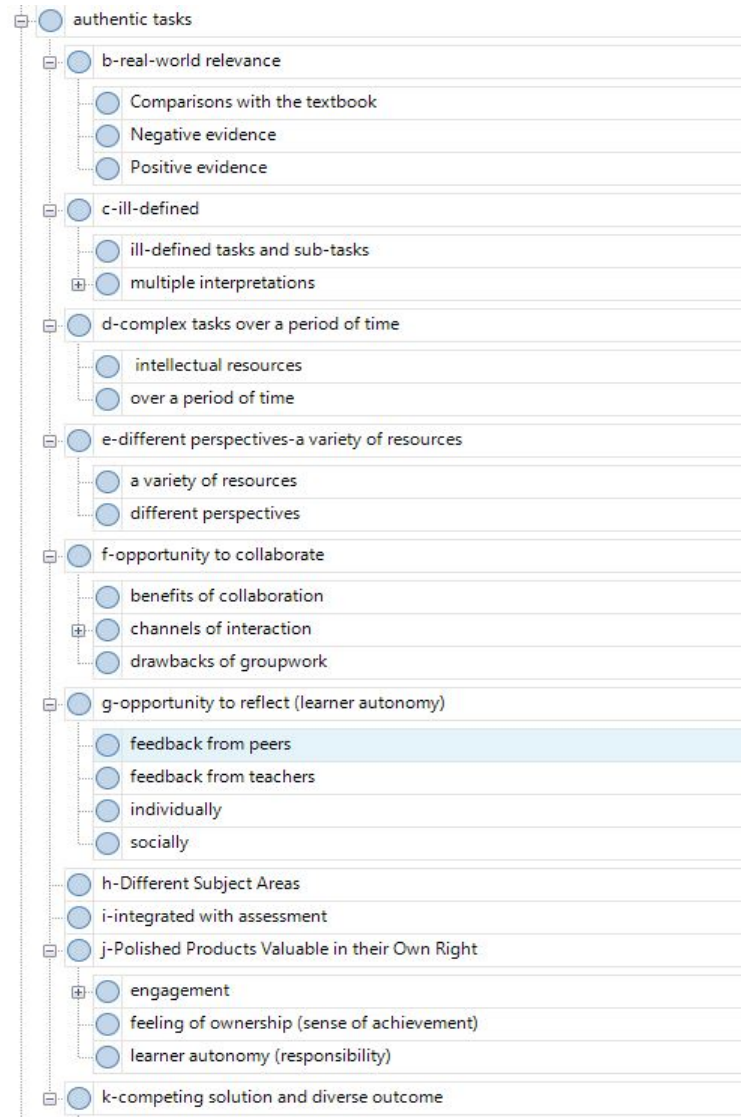 authentic tasks
b-real-world relevance
Comparisons with the textbook
Negative evidence
Positive evidence
c-ill-defined
ill-defined tasks and sub-tasks
multiple interpretations
d-complex tasks over a period of time
intellectual resources
over a period of time
e-different perspectives-a variety of resources
a variety of resources
different perspectives
f-opportunity to collaborate
benefits of collaboration
channels of interaction
drawbacks of groupwork
g-opportunity to reflect (learner autonomy)
feedback from peers
feedback from teachers
individually
socially
h-Different Subject Areas
i-integrated with assessment
j-Polished Products Valuable in their Own Right
engagement
feeling of ownership (sense of achievement)
learner autonomy (responsibility)
k-competing solution and diverse outcome